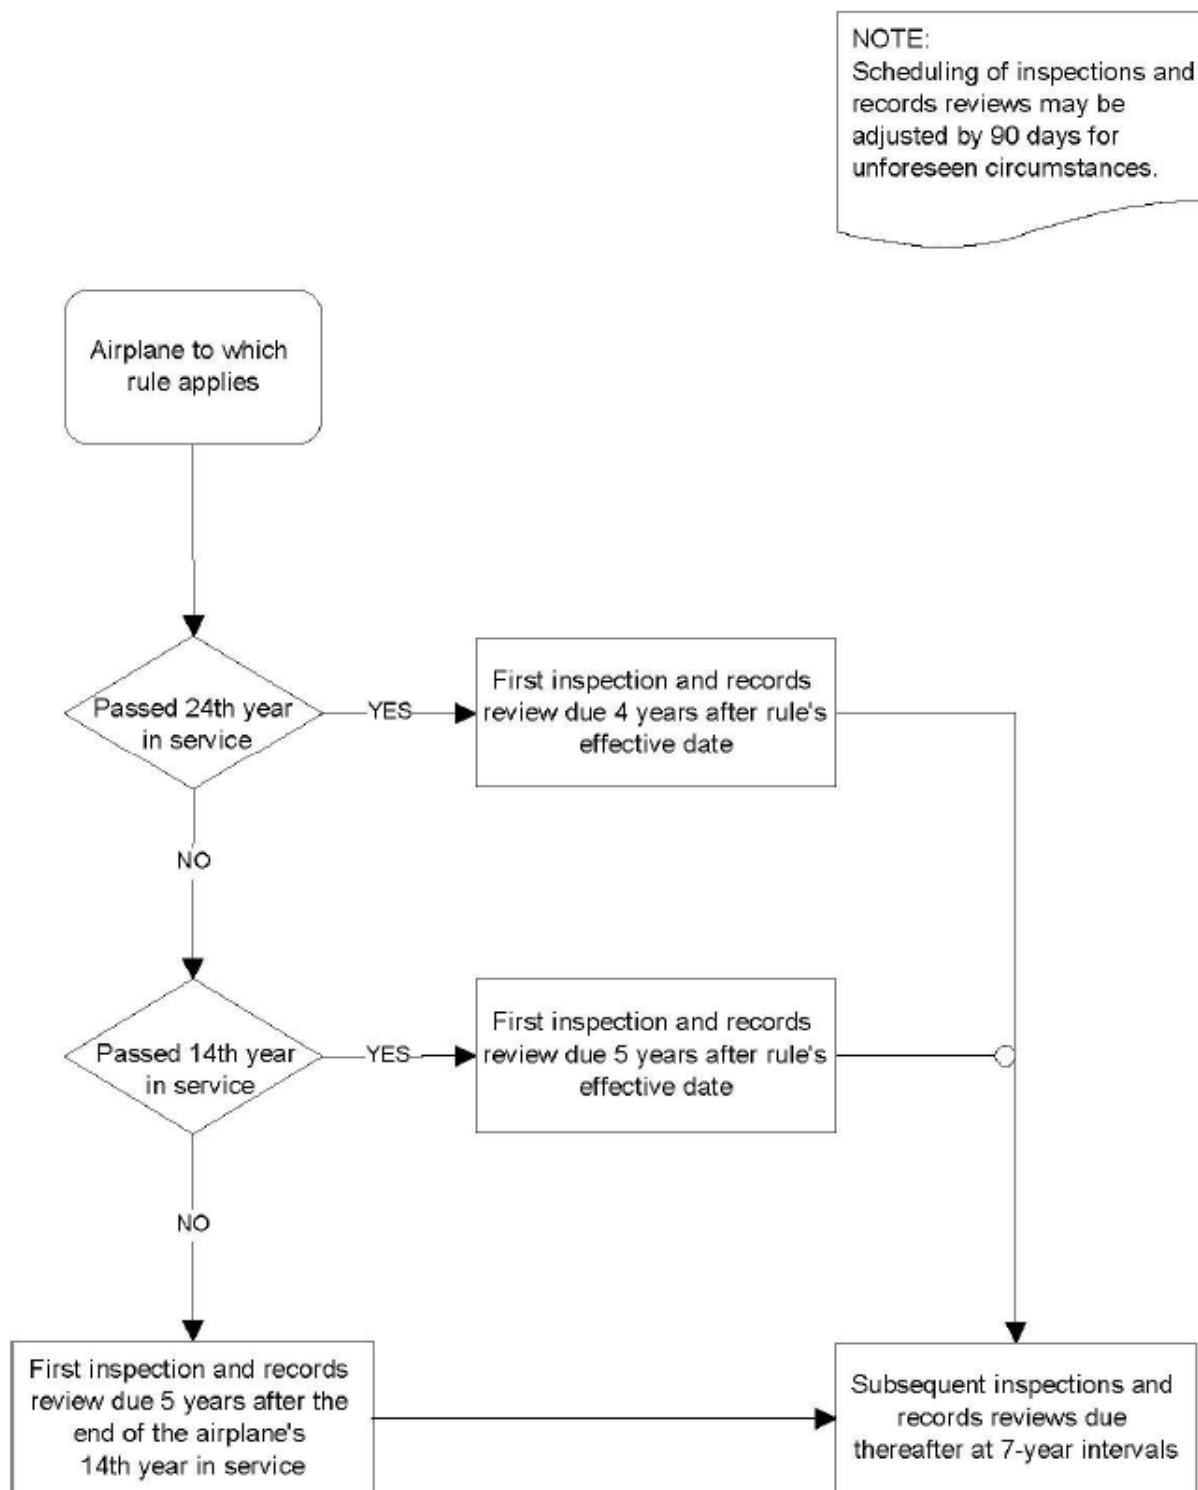 NOTE:
Scheduling of inspections and
records reviews may be
adjusted by 90 days for
unforeseen circumstances.
Airplane to which
rule applies
Passed 24th year
in service
YES
First inspection and records
review due 4 years after rule's
effective date
NO
Passed 14th year
in service
YES
First inspection and records
review due 5 years after rule's
effective date
NO
First inspection and records
review due 5 years after the
end of the airplane's
14th year in service
Subsequent inspections and
records reviews due
thereafter at 7-year intervals